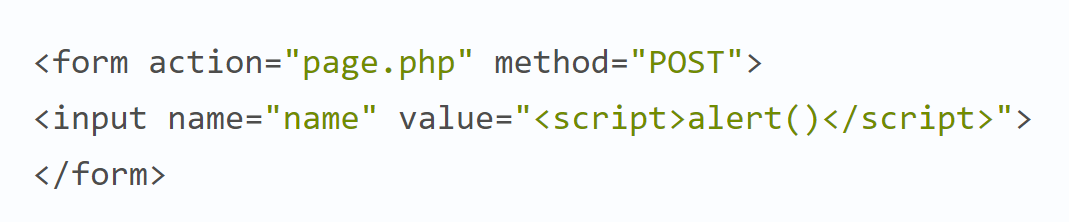 <form action="page.php" method="POST">
<input name="name" value="<script>alert()</script>">
</form>